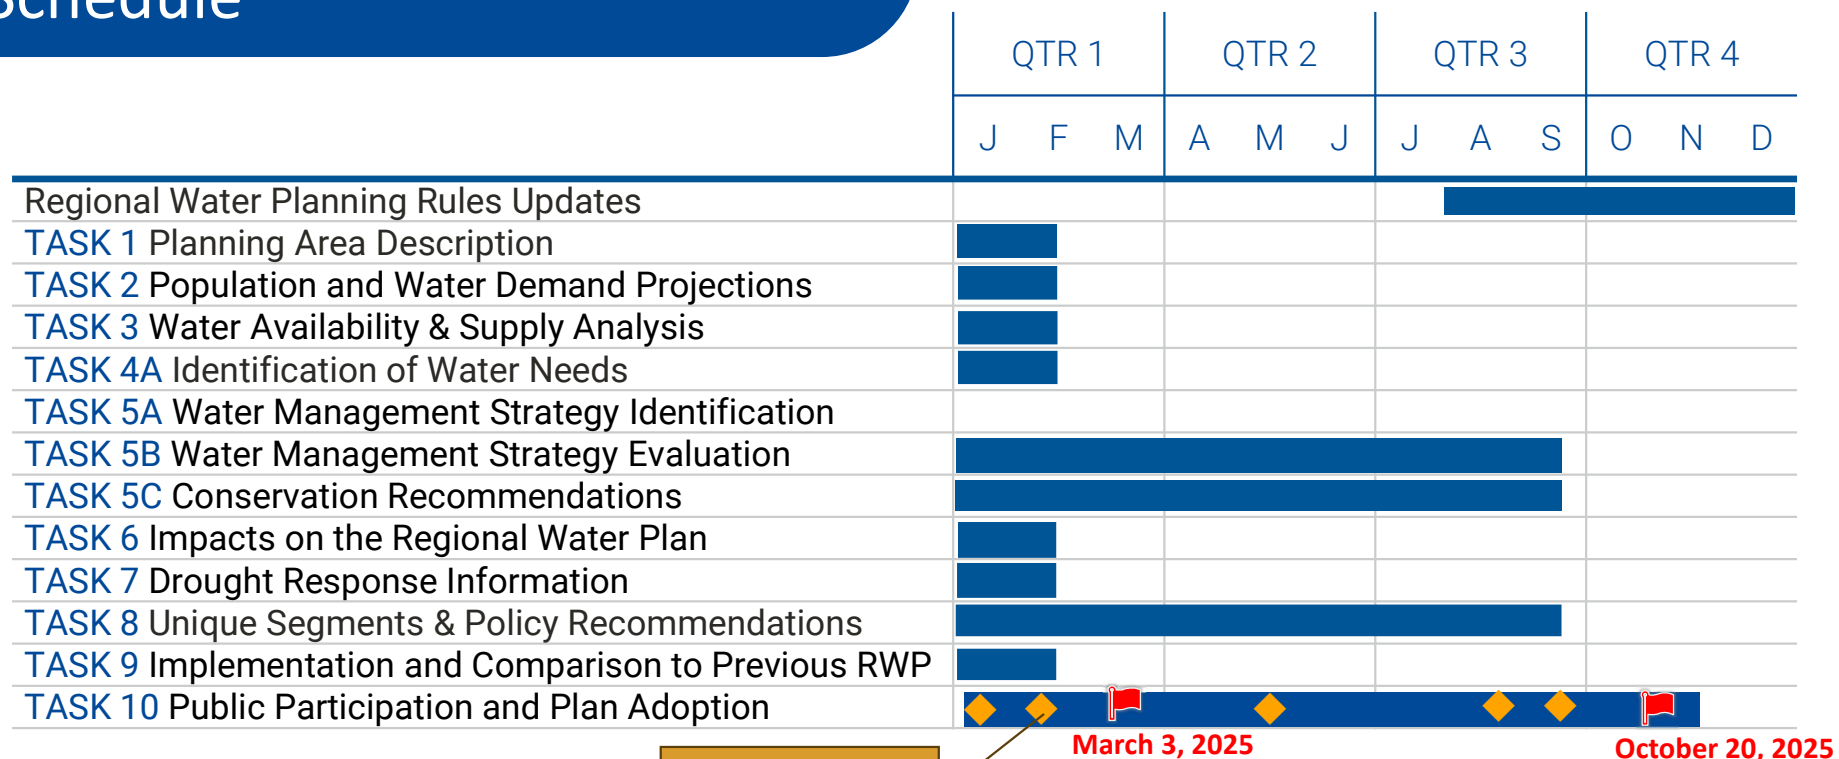 Schedule
QTR 1 QTR 2 QTR 3 QTR 4
J F M A M J J A S O N D
Regional Water Planning Rules Updates
TASK 1 Planning Area Description
TASK 2 Population and Water Demand Projections
TASK 3 Water Availability & Supply Analysis
TASK 4A Identification of Water Needs
TASK 5A Water Management Strategy Identification
TASK 5B Water Management Strategy Evaluation
TASK 5C Conservation Recommendations
TASK 6 Impacts on the Regional Water Plan
TASK 7 Drought Response Information
TASK 8 Unique Segments & Policy Recommendations
TASK 9 Implementation and Comparison to Previous RWP
TASK 10 Public Participation and Plan Adoption
March 3, 2025
October 20, 2025